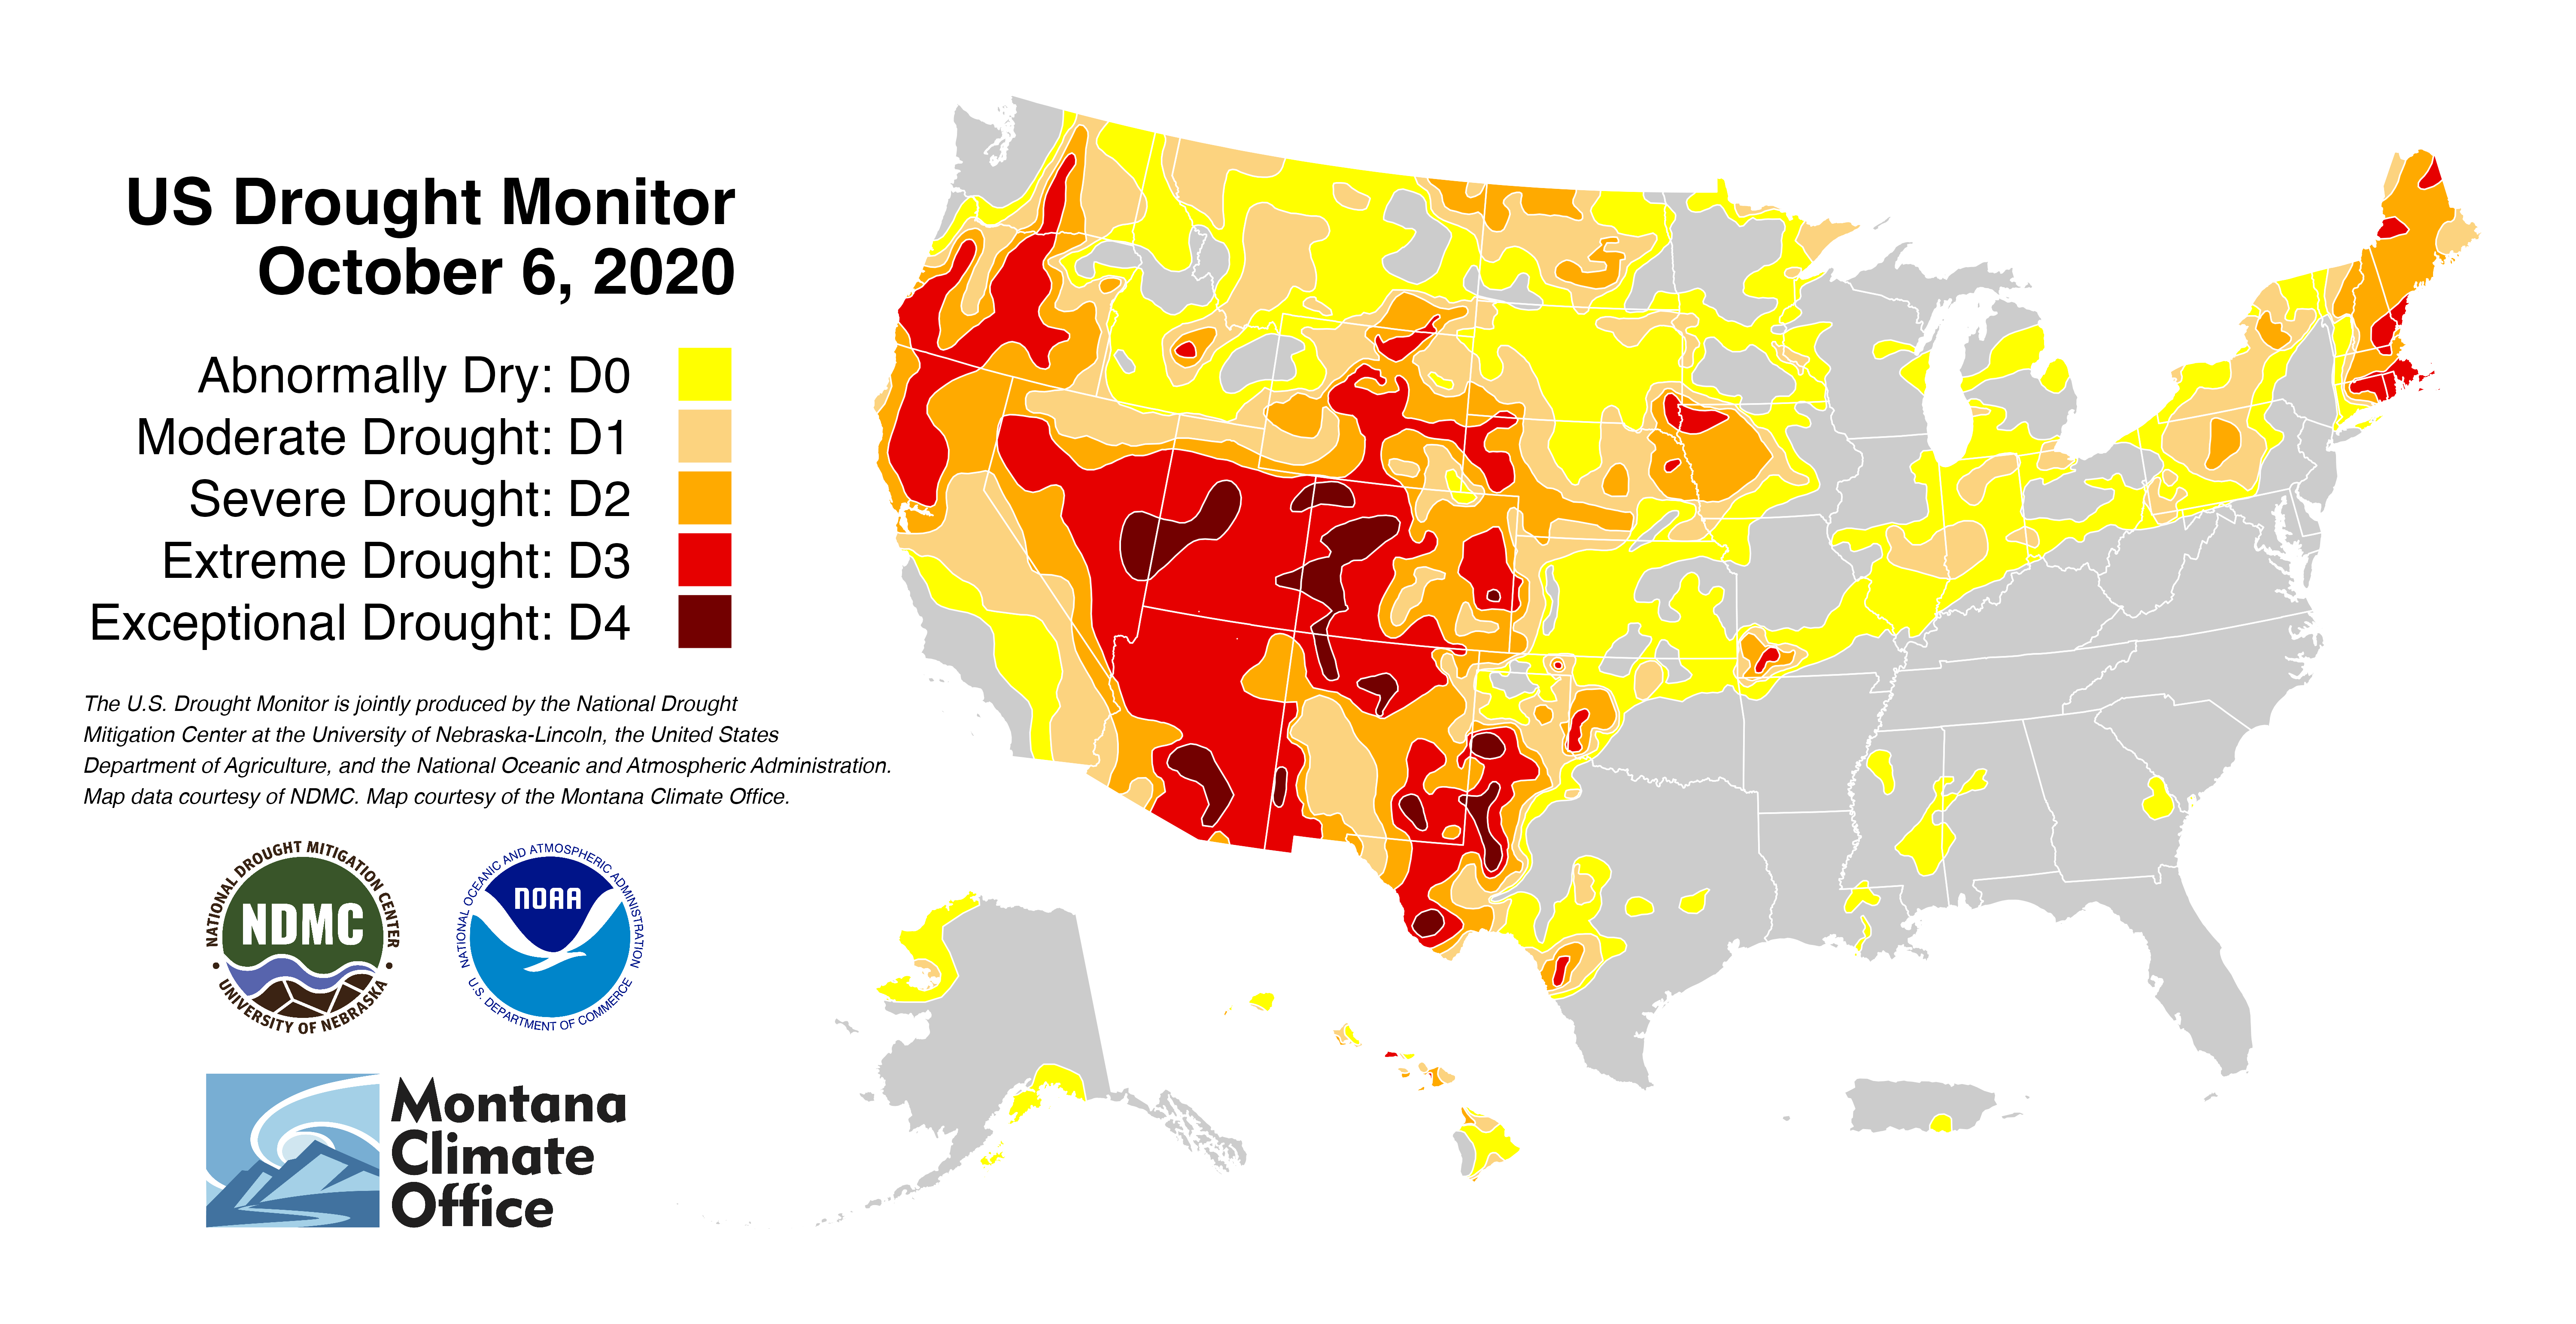 US Drought Monitor
October 6, 2020
Abnormally Dry: D0
Moderate Drought: D1
Severe Drought: D2
Extreme Drought: D3
Exceptional Drought: D4
The U.S. Drought Monitor is jointly produced by the National Drought
Mitigation Center at the University of Nebraska-Lincoln, the United States
Department of Agriculture, and the National Oceanic and Atmospheric Administration.
Map data courtesy of NDMC. Map courtesy of the Montana Climate Office.
NATIONAL DROUGHT MITIGATION CENTER
NDMC
• UNIVERSITY OF NEBRASKA •
NATIONAL OCEANIC AND ATMOSPHERIC ADMINISTRATION
NOAA
U.S. DEPARTMENT OF COMMERCE
Montana
Climate
Office